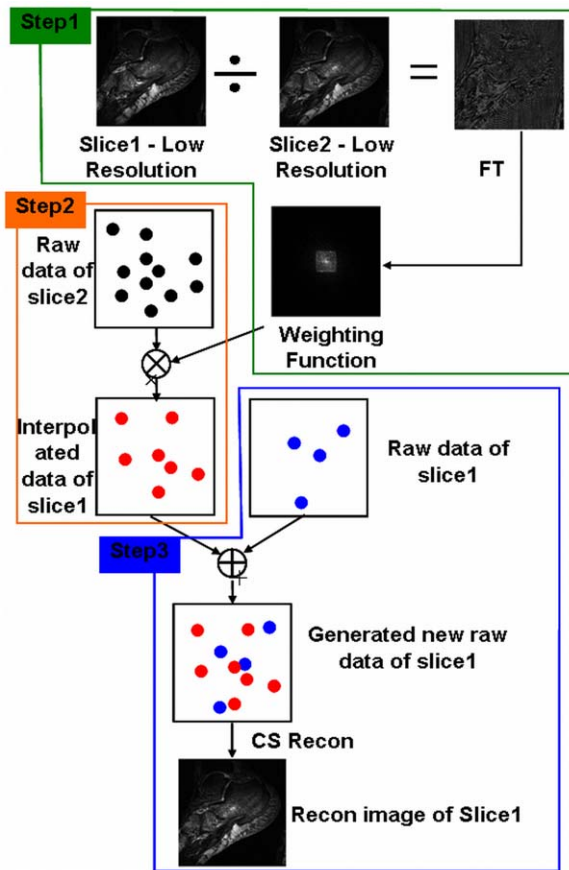 Step1
Slice1 - Low
Resolution
Slice2 - Low
Resolution
FT
Step2
Raw
data of
slice2
Weighting
Function
Interpol
ated
data of
slice1
Raw data of
slice1
Step3
Generated new raw
data of slice1
CS Recon
Recon image of Slice1